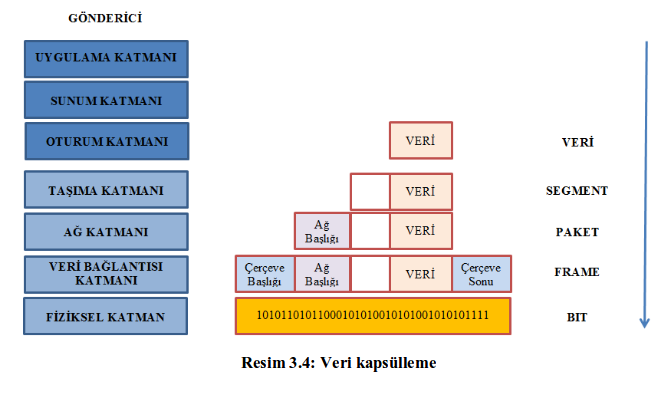 GÖNDERİCİ
UYGULAMA KATMANI
SUNUM KATMANI
OTURUM KATMANI
VERİ
VERİ
TAŞIMA KATMANI
VERİ
SEGMENT
AĞ KATMANI
Ağ
Başlığı
VERİ
PAKET
VERİ BAĞLANTISI
KATMANI
Çerçeve
Başlığı
Ağ
Başlığı
VERİ
Çerçeve
Sonu
FRAME
FİZİKSEL KATMAN
1010110101100010101001010100101010101111
BIT
Resim 3.4: Veri kapsülleme